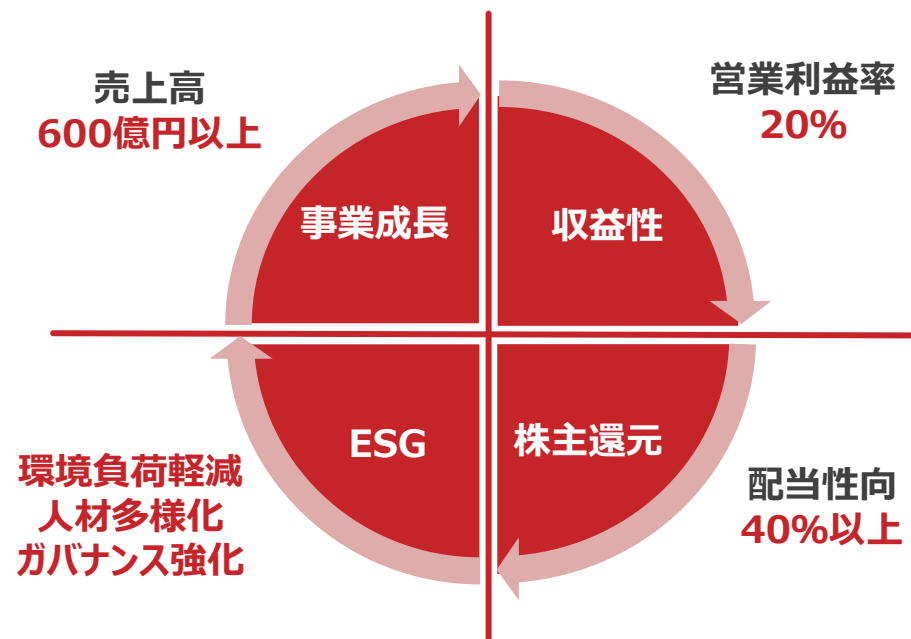 売上高
600億円以上
営業利益率
20%
事業成長
収益性
ESG
株主還元
環境負荷軽減
人材多様化
ガバナンス強化
配当性向
40%以上